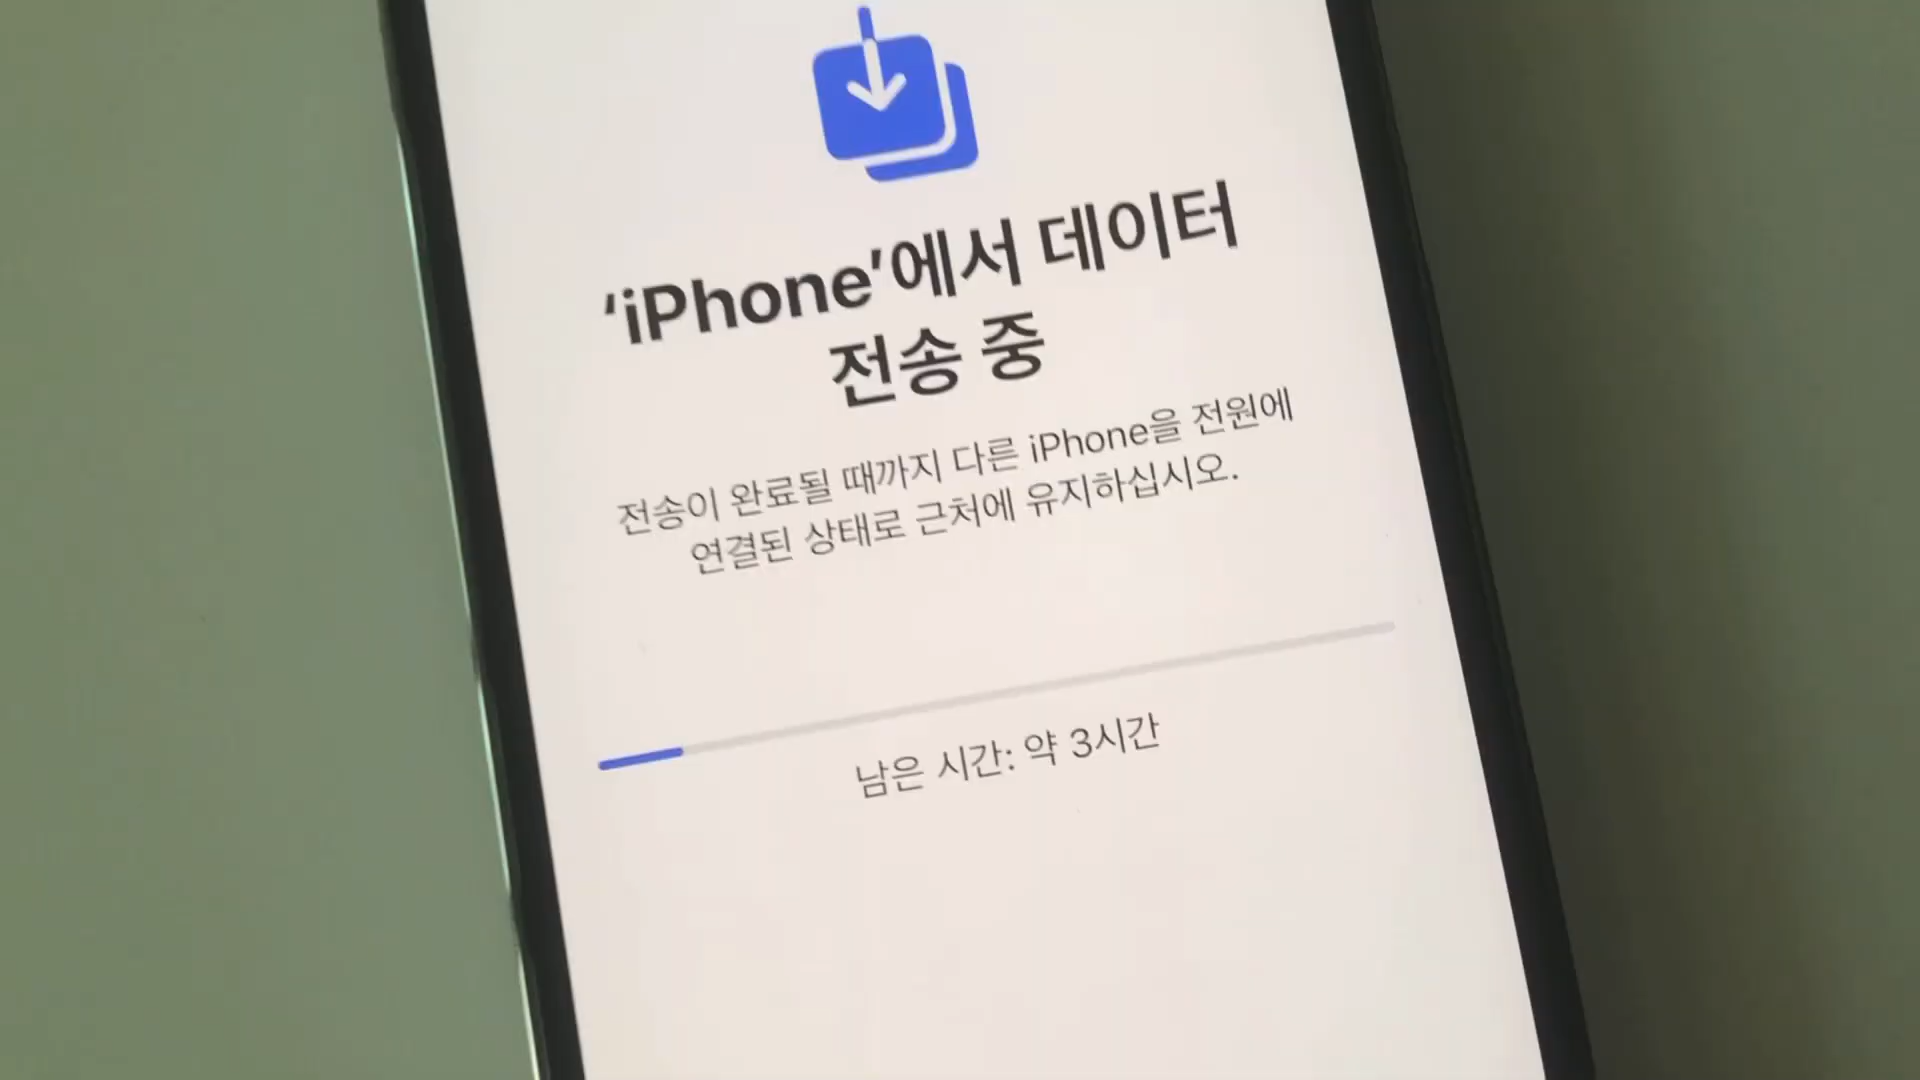 ‘iPhone’에서 데이터
전송 중
전송이 완료될 때까지 다른 iPhone을 전원에
연결된 상태로 근처에 유지하십시오.
남은 시간: 약 3시간